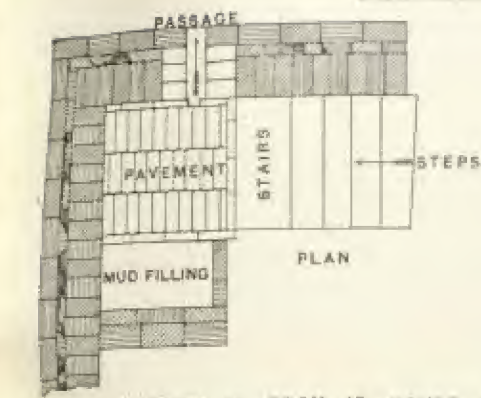 PASSAGE
PAVEMENT
STAIRS
STEPS
PLAN
MUD FILLING